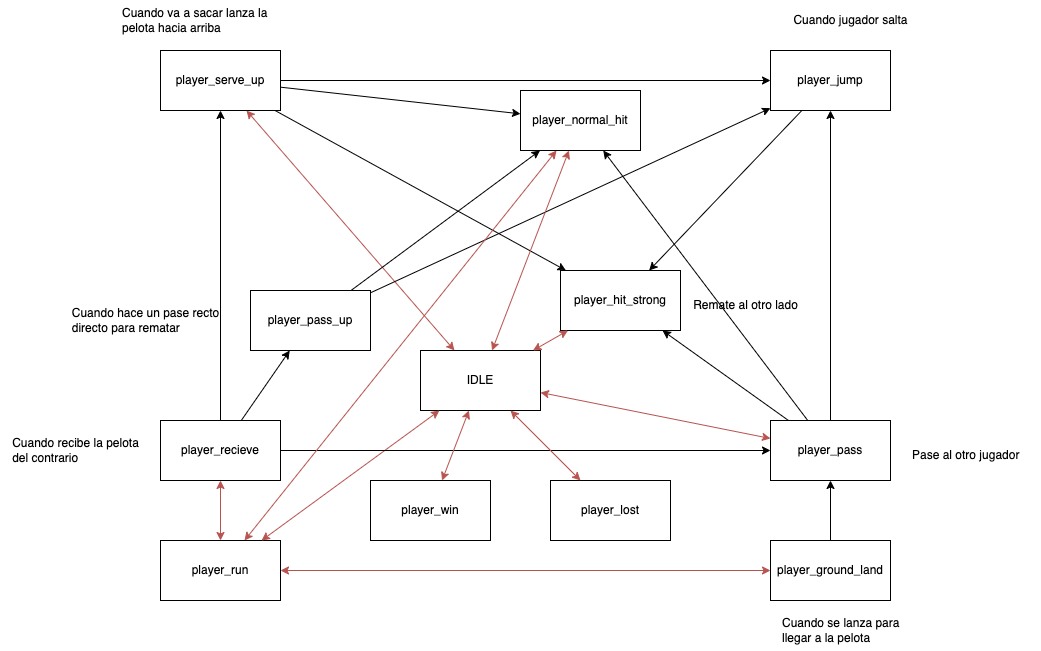 Cuando va a sacar lanza la
pelota hacia arriba
Cuando jugador salta
player_serve_up
player_jump
player_normal_hit
player_hit_strong
Remate al otro lado
Cuando hace un pase recto
directo para rematar
player_pass_up
IDLE
Cuando recibe la pelota
del contrario
player_recieve
player_pass
Pase al otro jugador
player_win
player_lost
player_run
player_ground_land
Cuando se lanza para
llegar a la pelota